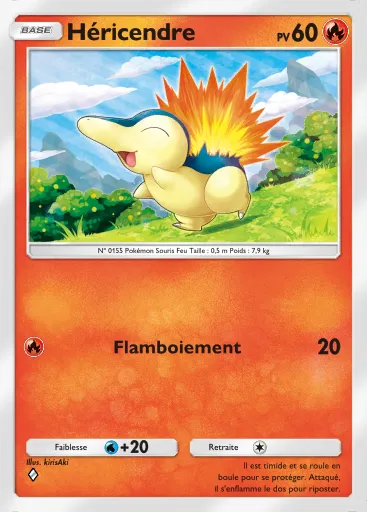 BASE
Héricendre
PV 60
N° 0155 Pokémon Souris Feu Taille : 0,5 m Poids : 7,9 kg
Flamboiement 20
Faiblesse +20 Retraite
Illus. kirisAki
Il est timide et se roule en
boule pour se protéger. Attaqué,
il s'enflamme le dos pour riposter.